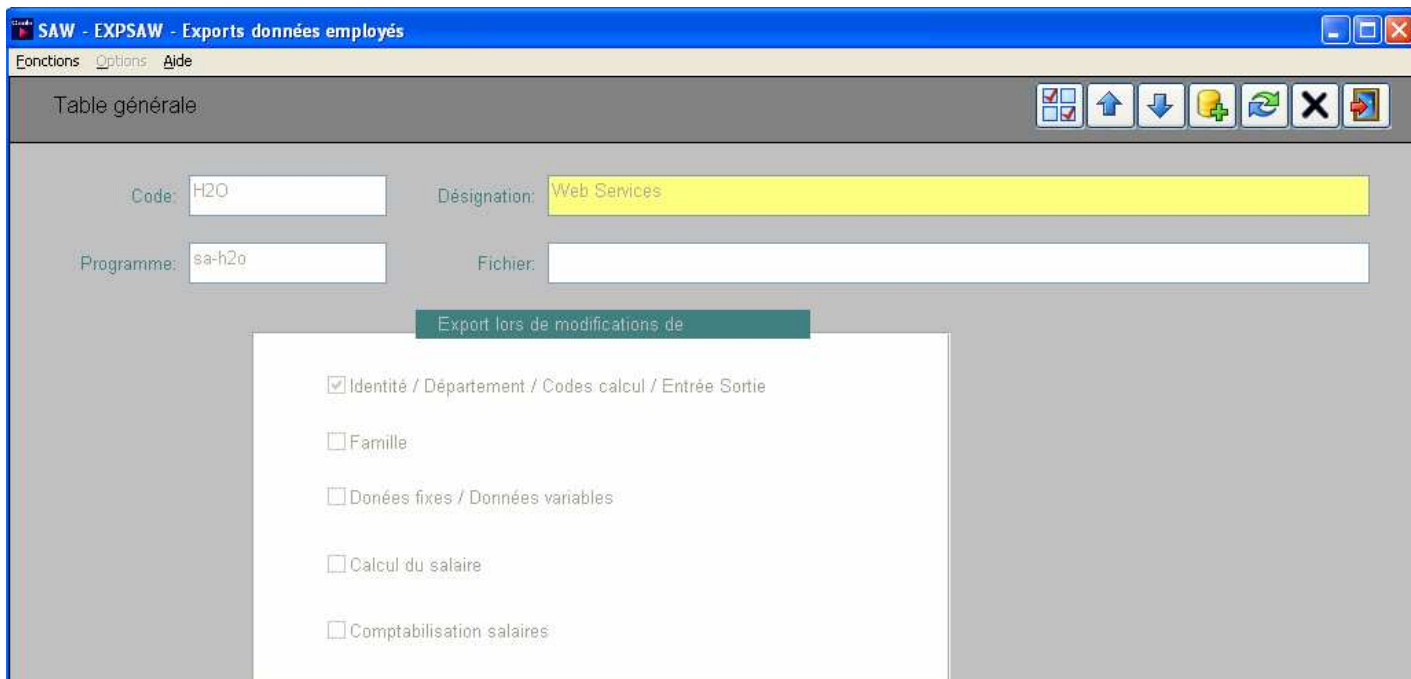 SAW - EXPSAW - Exports données employés
Fonctions Options Aide
Table générale
Code: H2O Désignation: Web Services
Programme: sa-h2o Fichier:
Export lors de modifications de
Identité / Département / Codes calcul / Entrée Sortie
Famille
Donées fixes / Données variables
Calcul du salaire
Comptabilisation salaires